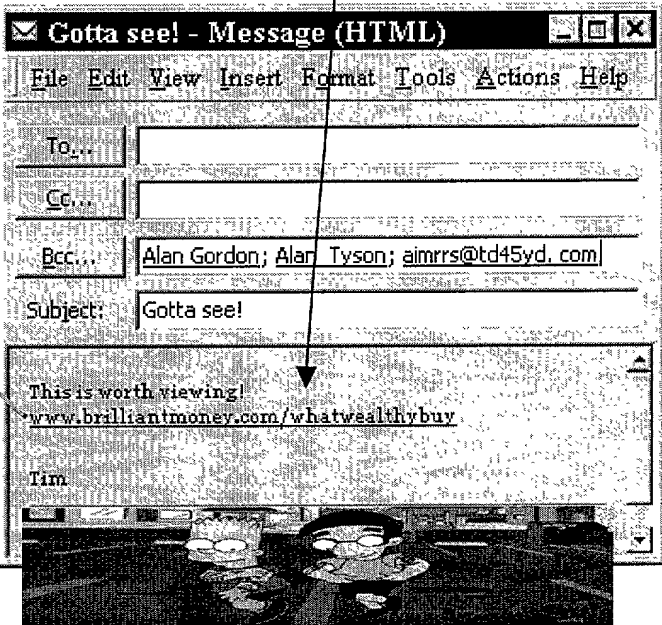 Gotta see! - Message (HTML)
File Edit View Insert Format Tools Actions Help
To...
Cc...
Bcc... Alan Gordon; Alan Tyson; aimrrs@td45yd. com
Subject: Gotta see!
This is worth viewing!
www.brilliantmoney.com/whatwealthybuy
Tim